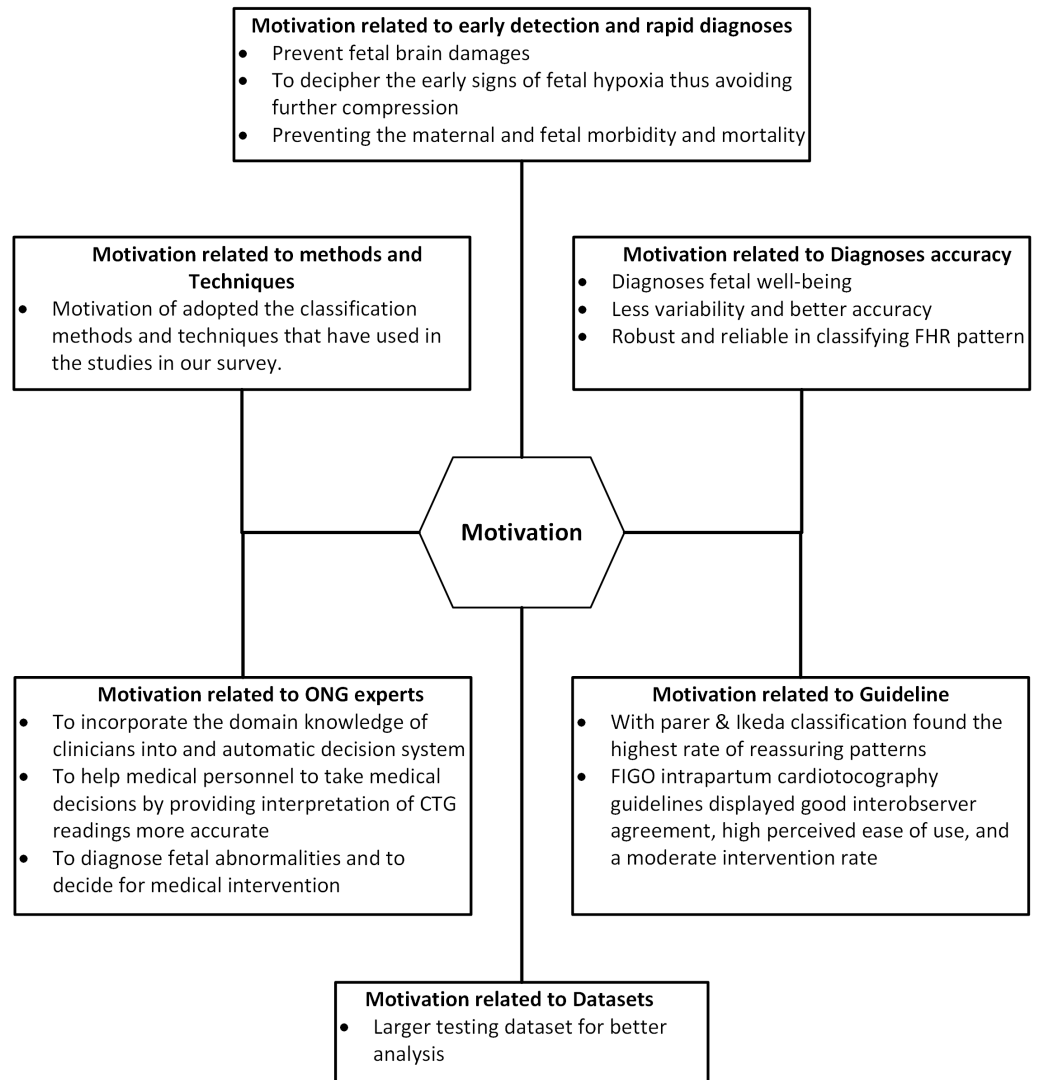 Motivation related to early detection and rapid diagnoses
• Prevent fetal brain damages
• To decipher the early signs of fetal hypoxia thus avoiding
further compression
• Preventing the maternal and fetal morbidity and mortality
Motivation related to methods and
Techniques
• Motivation of adopted the classification
methods and techniques that have used in
the studies in our survey.
Motivation related to Diagnoses accuracy
• Diagnoses fetal well-being
• Less variability and better accuracy
• Robust and reliable in classifying FHR pattern
Motivation
Motivation related to ONG experts
• To incorporate the domain knowledge of
clinicians into and automatic decision system
• To help medical personnel to take medical
decisions by providing interpretation of CTG
readings more accurate
• To diagnose fetal abnormalities and to
decide for medical intervention
Motivation related to Guideline
• With parer & Ikeda classification found the
highest rate of reassuring patterns
• FIGO intrapartum cardiotocography
guidelines displayed good interobserver
agreement, high perceived ease of use, and
a moderate intervention rate
Motivation related to Datasets
• Larger testing dataset for better
analysis